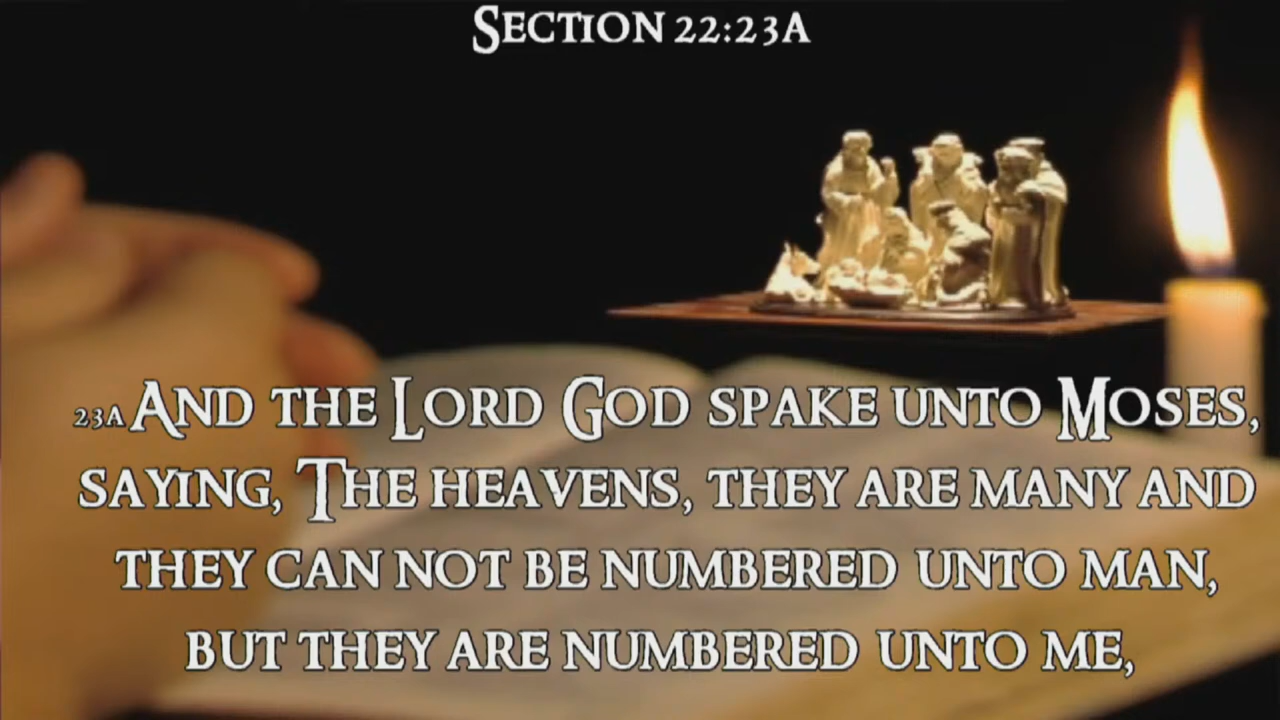 Section 22:23A
23A And the Lord God spake unto Moses,
saying, The heavens, they are many and
they can not be numbered unto man,
but they are numbered unto me,